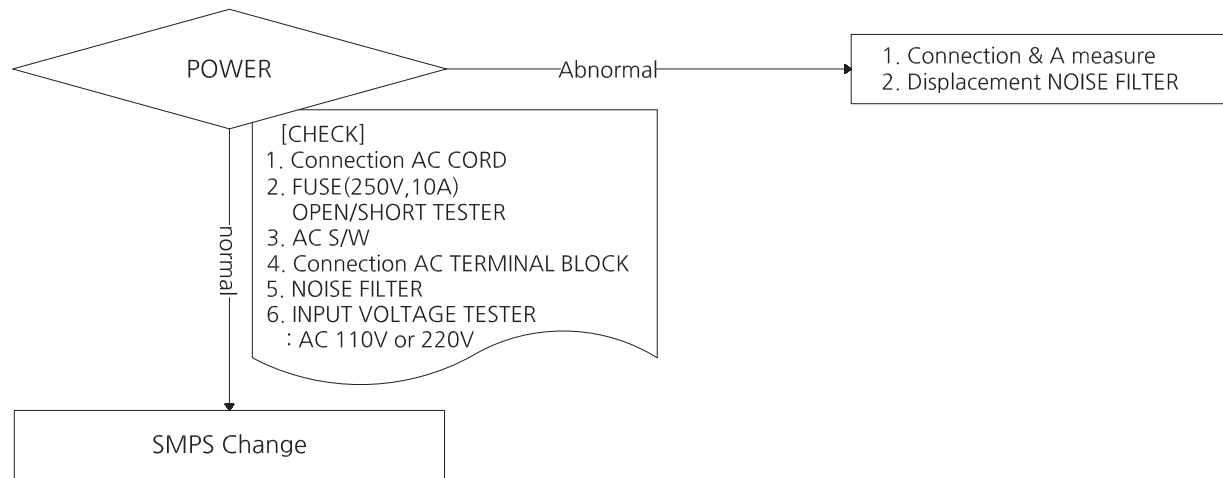 POWER
Abnormal
1. Connection & A measure
2. Displacement NOISE FILTER
[CHECK]
1. Connection AC CORD
2. FUSE(250V,10A)
OPEN/SHORT TESTER
3. AC S/W
4. Connection AC TERMINAL BLOCK
5. NOISE FILTER
6. INPUT VOLTAGE TESTER
: AC 110V or 220V
normal
SMPS Change